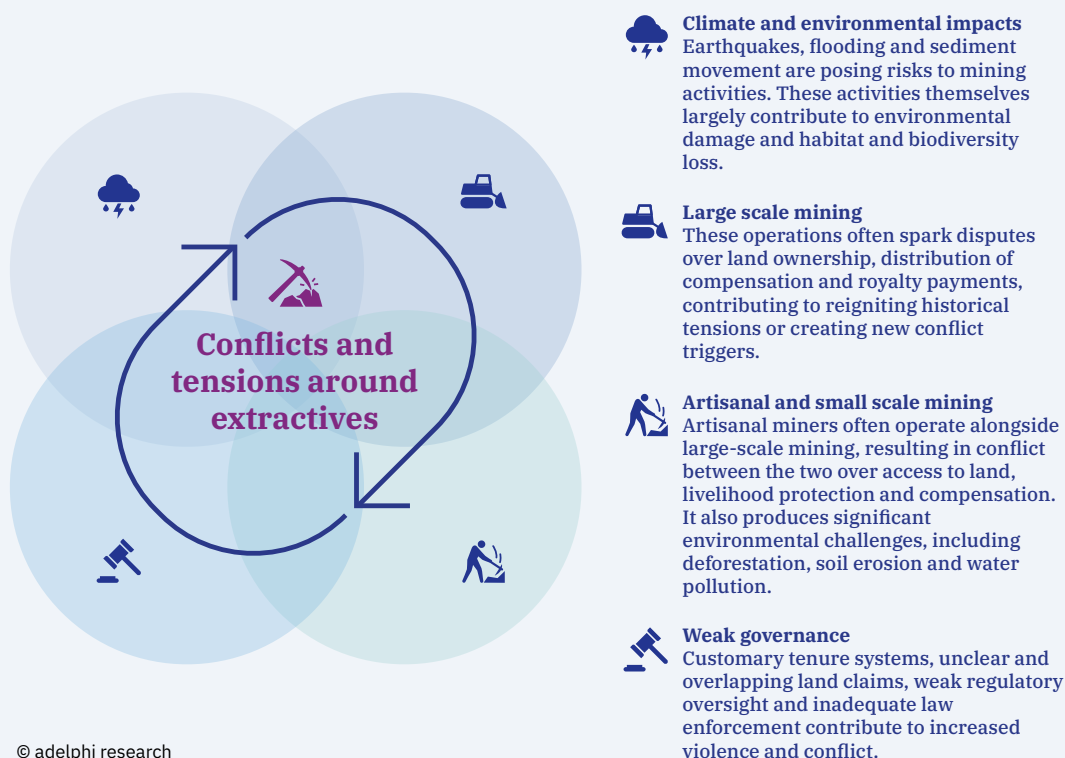 Conflicts and
tensions around
extractives
Climate and environmental impacts
Earthquakes, flooding and sediment
movement are posing risks to mining
activities. These activities themselves
largely contribute to environmental
damage and habitat and biodiversity
loss.
Large scale mining
These operations often spark disputes
over land ownership, distribution of
compensation and royalty payments,
contributing to reigniting historical
tensions or creating new conflict
triggers.
Artisanal and small scale mining
Artisanal miners often operate alongside
large-scale mining, resulting in conflict
between the two over access to land,
livelihood protection and compensation.
It also produces significant
environmental challenges, including
deforestation, soil erosion and water
pollution.
Weak governance
Customary tenure systems, unclear and
overlapping land claims, weak regulatory
oversight and inadequate law
enforcement contribute to increased
violence and conflict.
© adelphi research